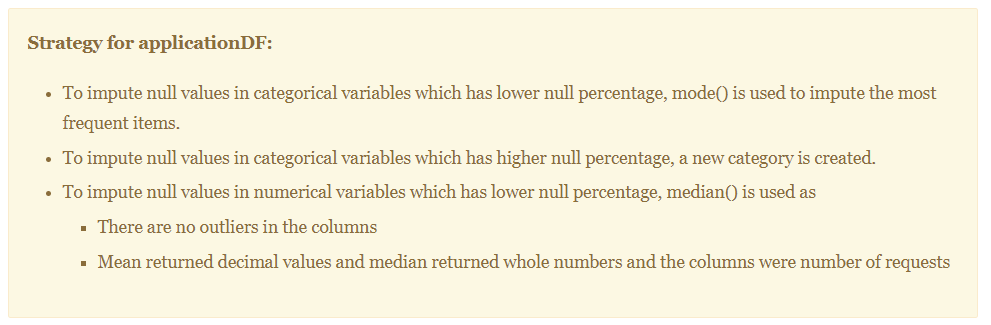 Strategy for applicationDF:
To impute null values in categorical variables which has lower null percentage, mode() is used to impute the most
frequent items.
To impute null values in categorical variables which has higher null percentage, a new category is created.
To impute null values in numerical variables which has lower null percentage, median() is used as
There are no outliers in the columns
Mean returned decimal values and median returned whole numbers and the columns were number of requests